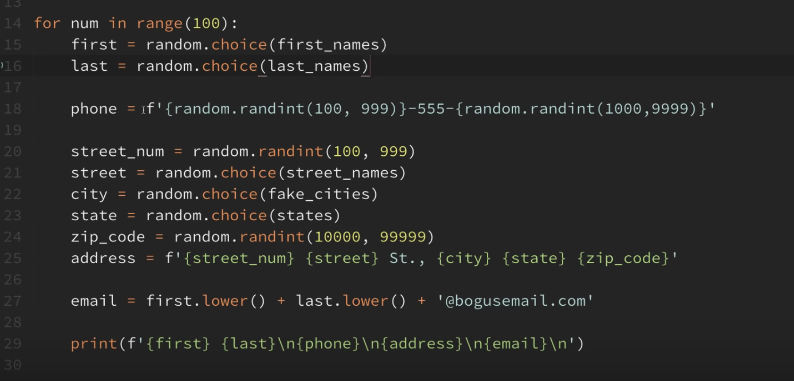 13
14 for num in range(100):
15     first = random.choice(first_names)
16     last = random.choice(last_names)
17
18     phone = f'{random.randint(100, 999)}-555-{random.randint(1000,9999)}'
19
20     street_num = random.randint(100, 999)
21     street = random.choice(street_names)
22     city = random.choice(fake_cities)
23     state = random.choice(states)
24     zip_code = random.randint(10000, 99999)
25     address = f'{street_num} {street} St., {city} {state} {zip_code}'
26
27     email = first.lower() + last.lower() + '@bogusemail.com'
28
29     print(f'{first} {last}\n{phone}\n{address}\n{email}\n')
30